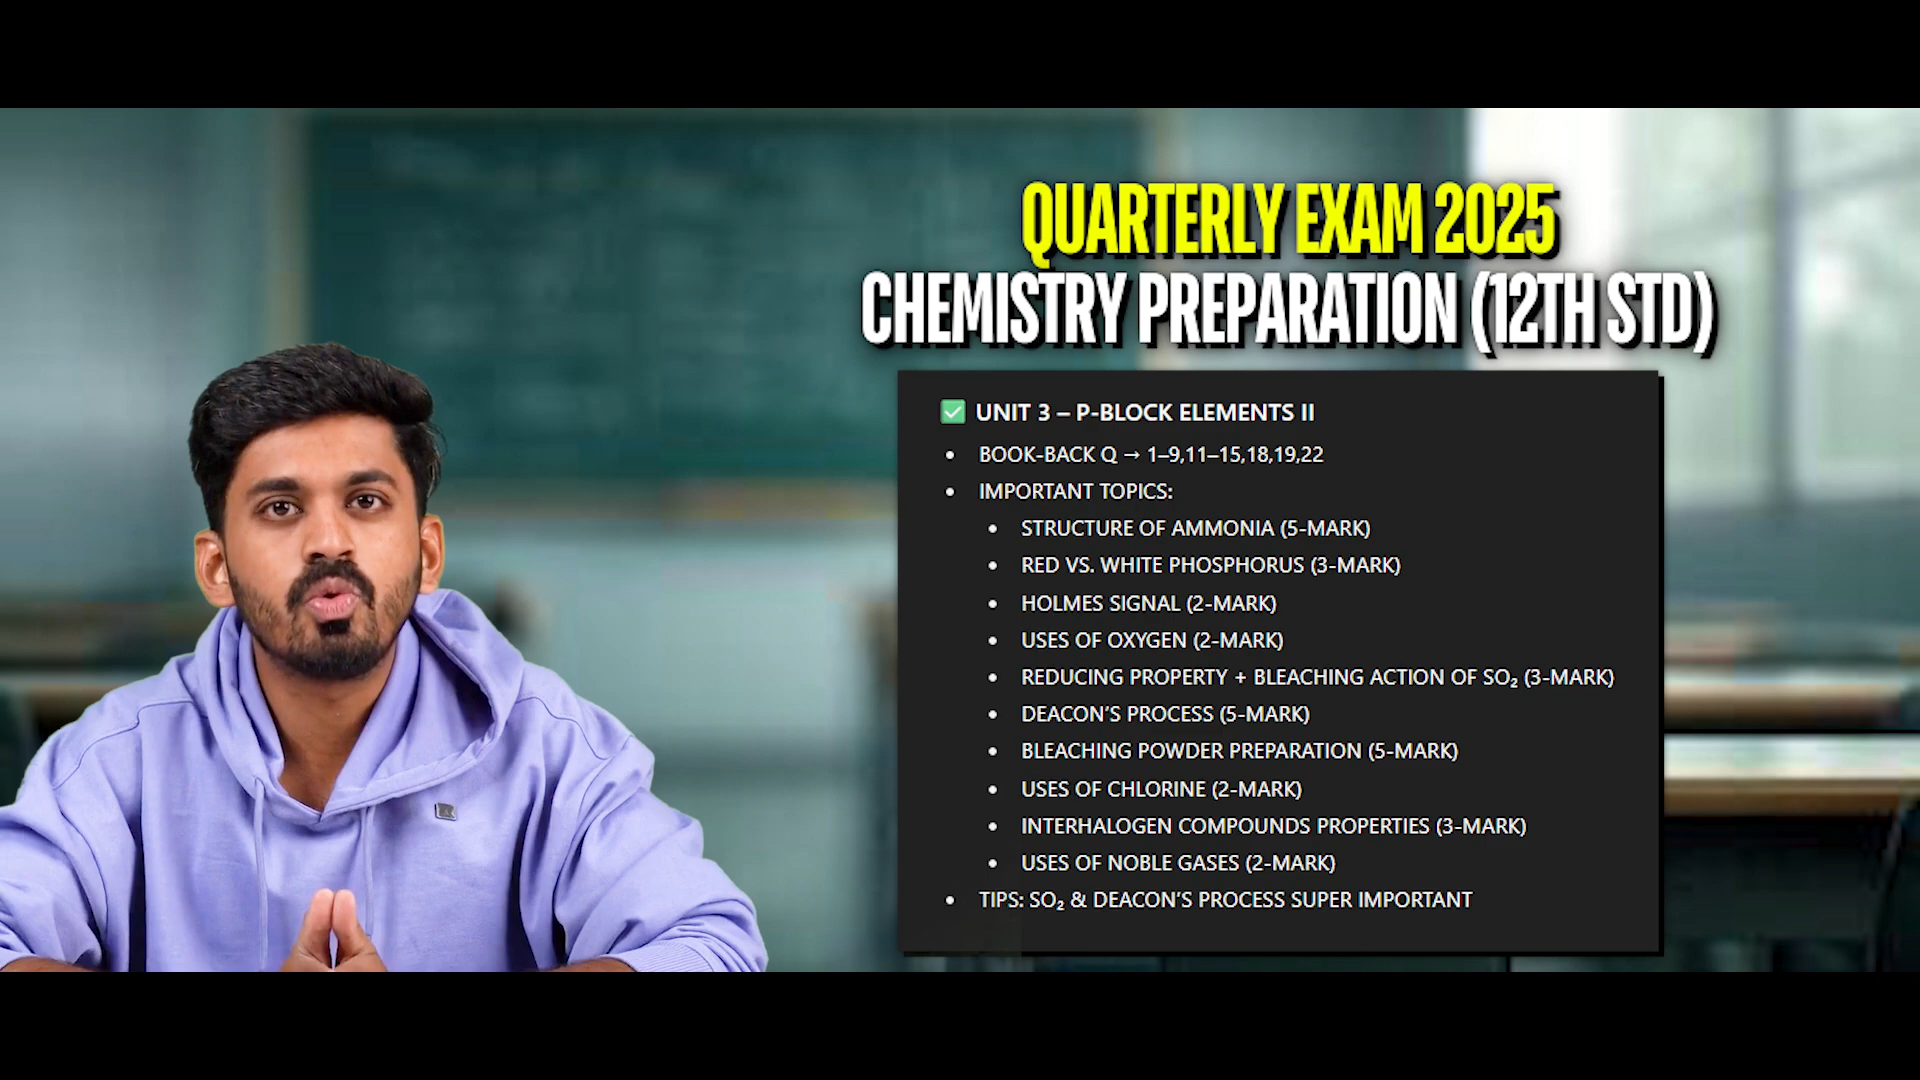 QUARTERLY EXAM 2025
CHEMISTRY PREPARATION (12TH STD)
✅ UNIT 3 – P-BLOCK ELEMENTS II
• BOOK-BACK Q → 1–9,11–15,18,19,22
• IMPORTANT TOPICS:
• STRUCTURE OF AMMONIA (5-MARK)
• RED VS. WHITE PHOSPHORUS (3-MARK)
• HOLMES SIGNAL (2-MARK)
• USES OF OXYGEN (2-MARK)
• REDUCING PROPERTY + BLEACHING ACTION OF SO₂ (3-MARK)
• DEACON’S PROCESS (5-MARK)
• BLEACHING POWDER PREPARATION (5-MARK)
• USES OF CHLORINE (2-MARK)
• INTERHALOGEN COMPOUNDS PROPERTIES (3-MARK)
• USES OF NOBLE GASES (2-MARK)
• TIPS: SO₂ & DEACON’S PROCESS SUPER IMPORTANT